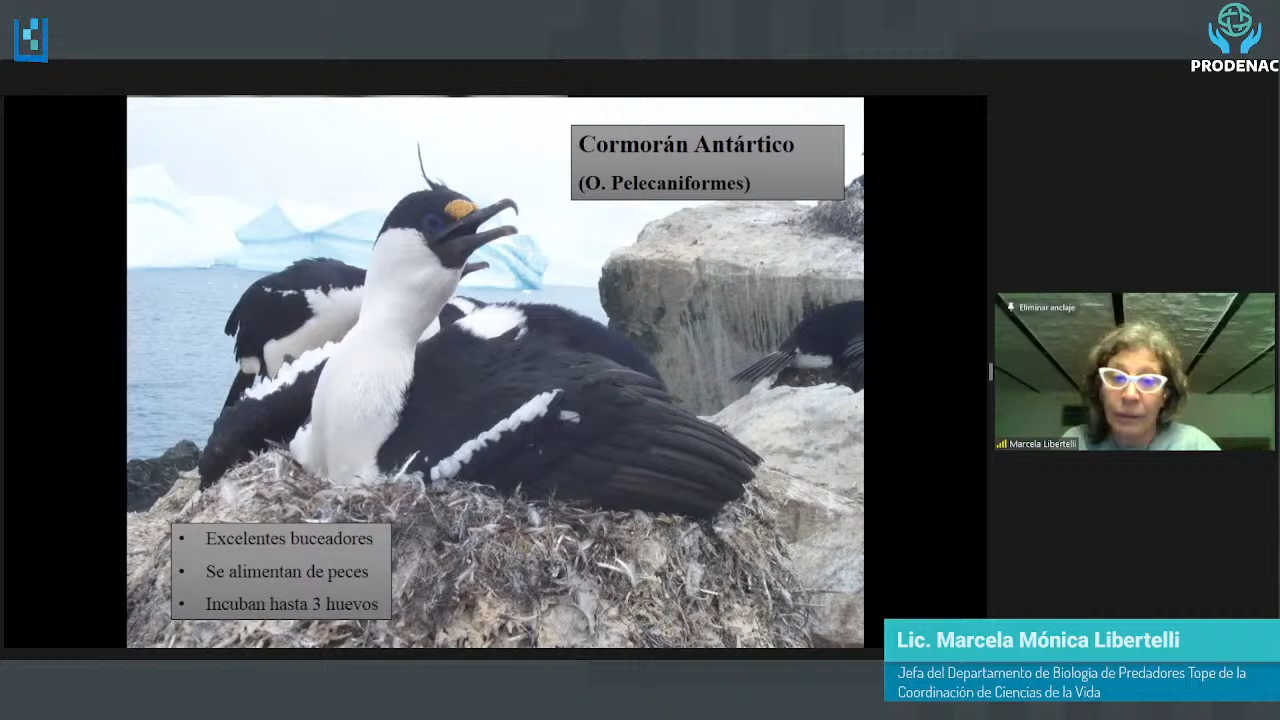 PRODENAC
Cormorán Antártico
(O. Pelecaniformes)
Eliminar anclaje
Marcela Libertelli
• Excelentes buceadores
• Se alimentan de peces
• Incuban hasta 3 huevos
Lic. Marcela Mónica Libertelli
Jefa del Departamento de Biología de Predadores Tope de la
Coordinación de Ciencias de la Vida